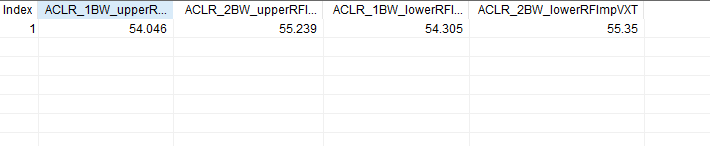 Index ACLR_1BW_upperR... ACLR_2BW_upperRFI... ACLR_1BW_lowerRFI... ACLR_2BW_lowerRFImpVXT
1 54.046 55.239 54.305 55.35